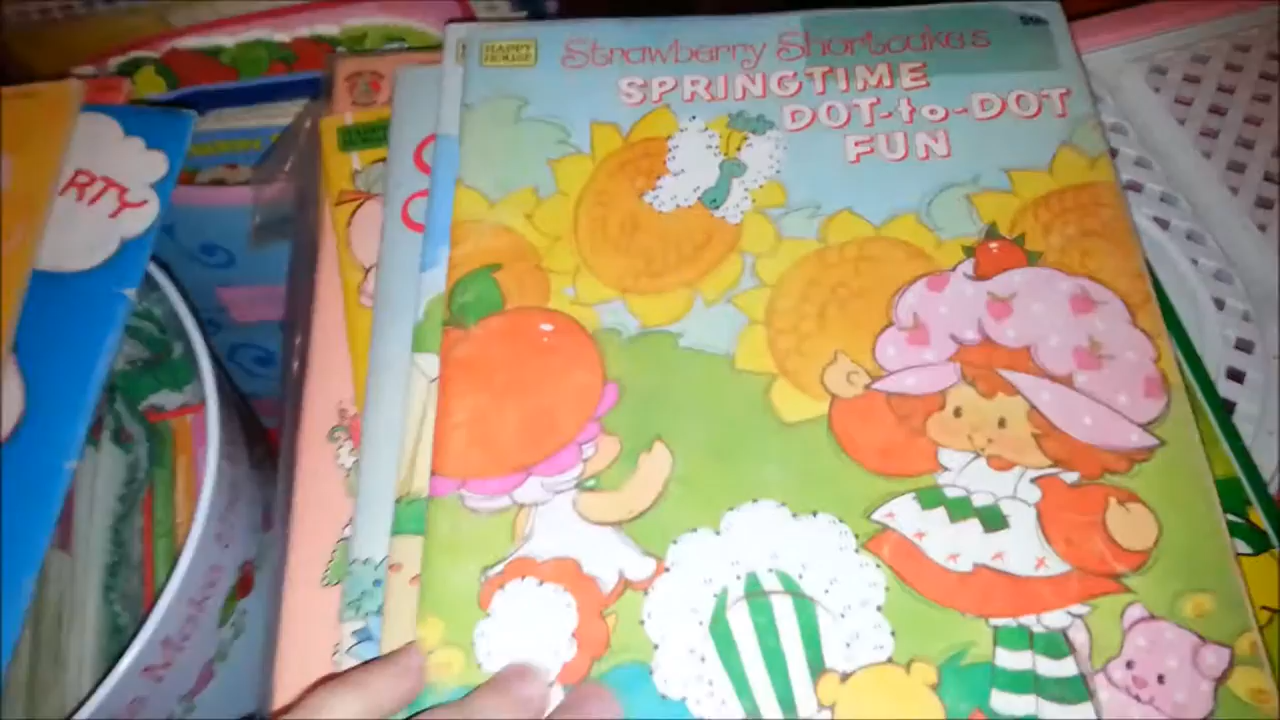 HAPPY
HOUSE
Strawberry Shortcake's
SPRINGTIME
DOT-to-DOT
FUN
RTY